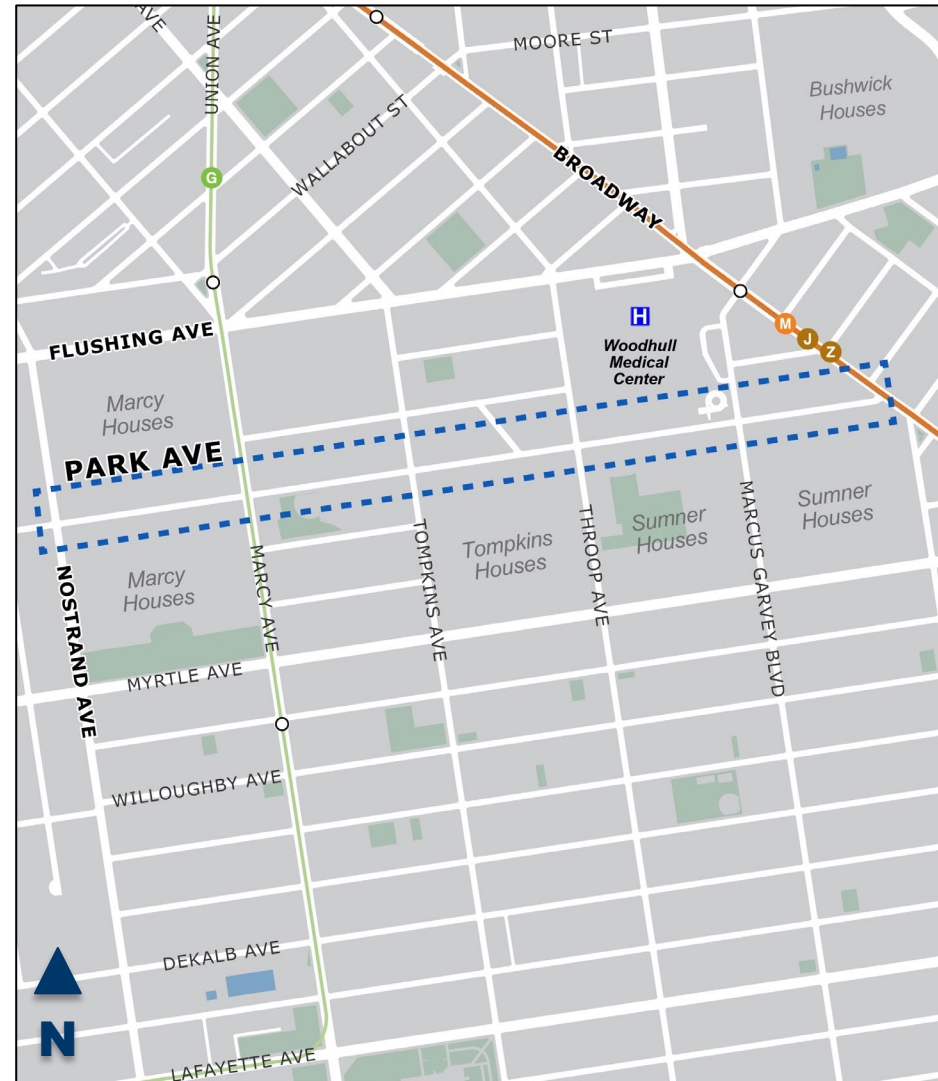 AVE
UNION AVE
MOORE ST
Bushwick
Houses
WALLABOUT ST
BROADWAY
G
H
Woodhull
Medical
Center
M
J
Z
FLUSHING AVE
Marcy
Houses
PARK AVE
Marcy
Houses
NOSTRAND AVE
MARCY AVE
TOMPKINS AVE
Tompkins
Houses
THROOP AVE
Sumner
Houses
MARCUS GARVEY BLVD
Sumner
Houses
MYRTLE AVE
WILLOUGHBY AVE
DEKALB AVE
N
LAFAYETTE AVE